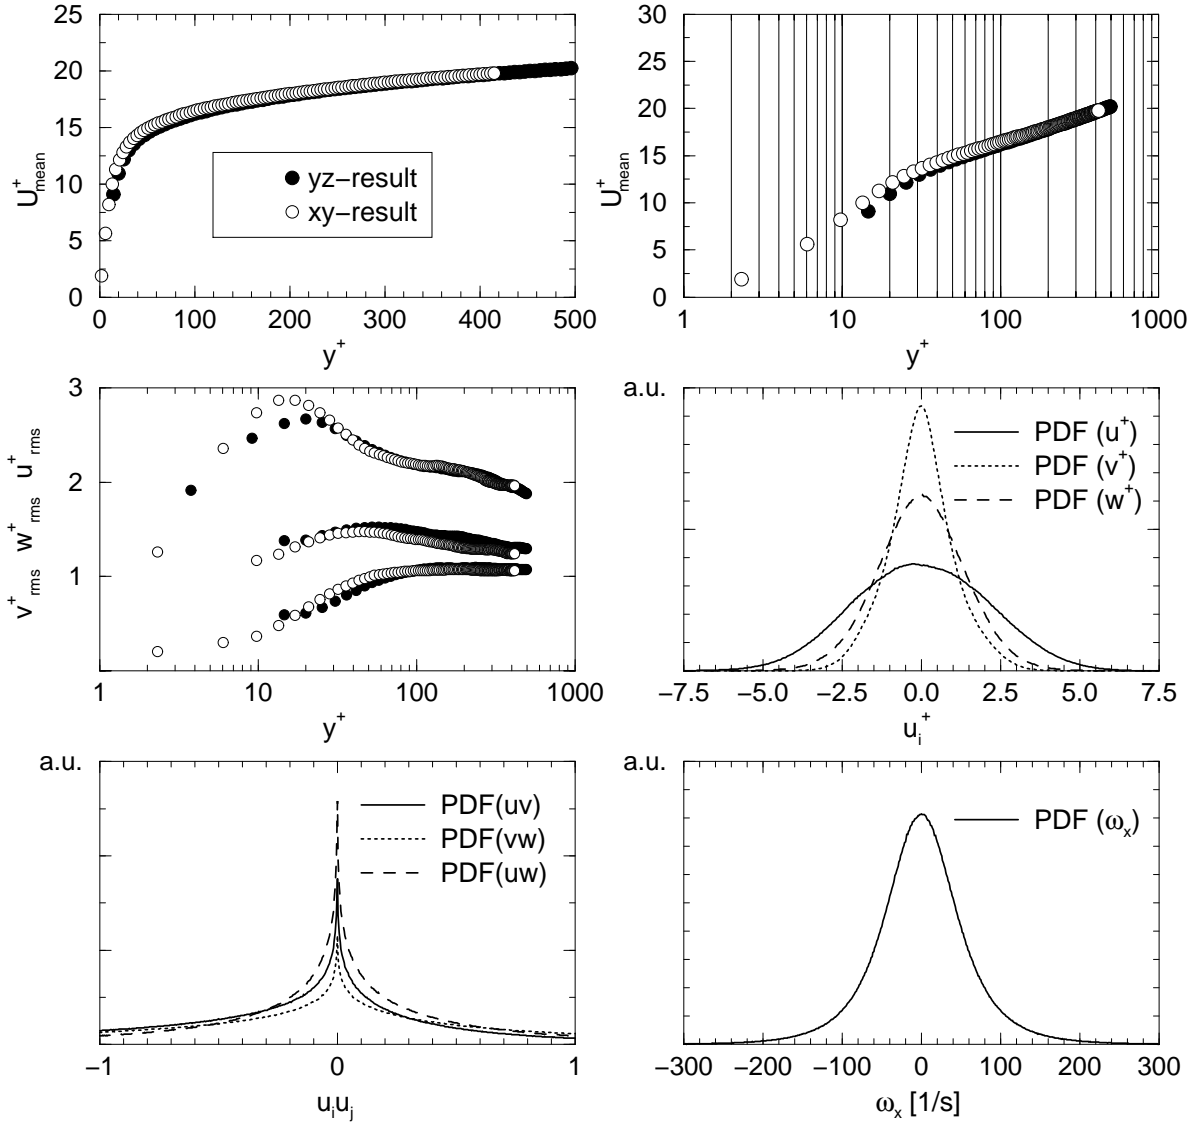 25
20
15
10
5
0
U+mean
yz−result
xy−result
0 100 200 300 400 500
y+
30
25
20
15
10
5
0
U+mean
1 10 100 1000
y+
3
2
1
v+rms w+rms u+rms
1 10 100 1000
y+
a.u.
PDF (u+)
PDF (v+)
PDF (w+)
−7.5 −5.0 −2.5 0.0 2.5 5.0 7.5
ui+
a.u.
PDF(uv)
PDF(vw)
PDF(uw)
−1 0 1
uiuj
a.u.
PDF (ωx)
−300 −200 −100 0 100 200 300
ωx [1/s]